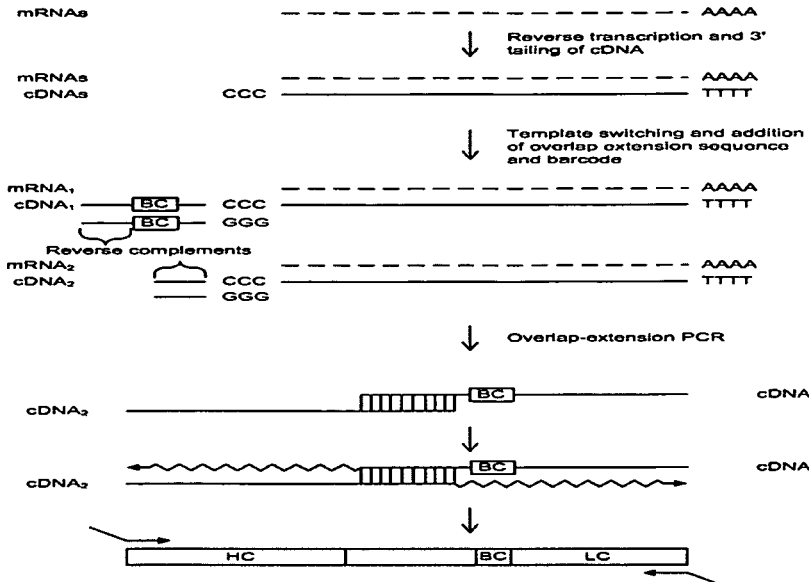 mRNAs AAAA
Reverse transcription and 3'
tailing of cDNA
mRNAs AAAA
cDNAs CCC TTTT
Template switching and addition
of overlap extension sequence
and barcode
mRNA₁ AAAA
cDNA₁ BC CCC TTTT
BC GGG
Reverse complements
mRNA₂ AAAA
cDNA₂ CCC TTTT
GGG
Overlap-extension PCR
BC cDNA
cDNA₂
BC cDNA
cDNA₂
HC BC LC